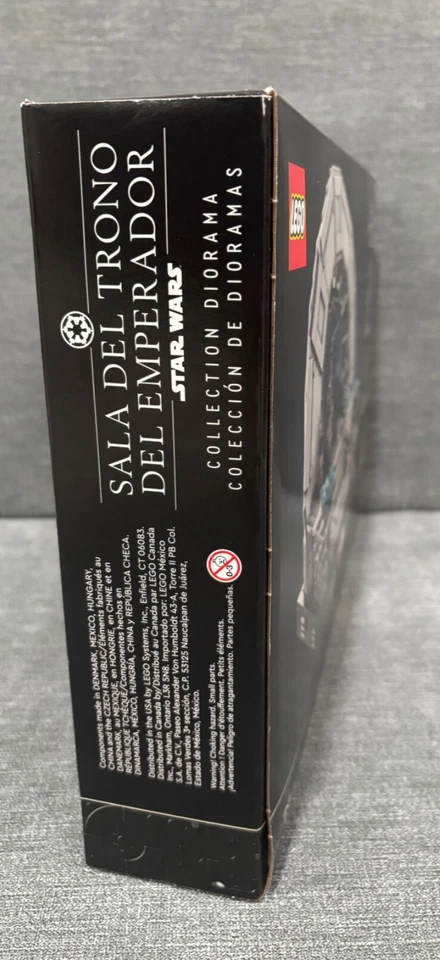 SALA DEL TRONO
DEL EMPERADOR
STAR WARS
COLLECTION DIORAMA
COLECCIÓN DE DIORAMAS
LEGO
Components made in DENMARK, MEXICO, HUNGARY,
CHINA and the CZECH REPUBLIC/Éléments fabriqués au
DANEMARK, au MEXIQUE, en HONGRIE, en CHINE et en
RÉPUBLIQUE TCHÈQUE/Componentes hechos en
DINAMARCA, MÉXICO, HUNGRÍA, CHINA y REPÚBLICA CHECA.
Distributed in the USA by LEGO Systems, Inc., Enfield, CT 06083.
Distributed in Canada by/Distribué au Canada par LEGO Canada
Inc., Markham, Ontario L3R 5N8. Importado por: LEGO México
S.A. de C.V., Paseo Alexander Von Humboldt 43-A, Torre II PB Col.
Lomas Verdes 3ª sección, C.P. 53125 Naucalpan de Juárez,
Estado de México, México.
0-3
Warning: Choking hazard. Small parts.
Attention : Danger d'étouffement. Petits éléments.
¡Advertencia! Peligro de atragantamiento. Partes pequeñas.